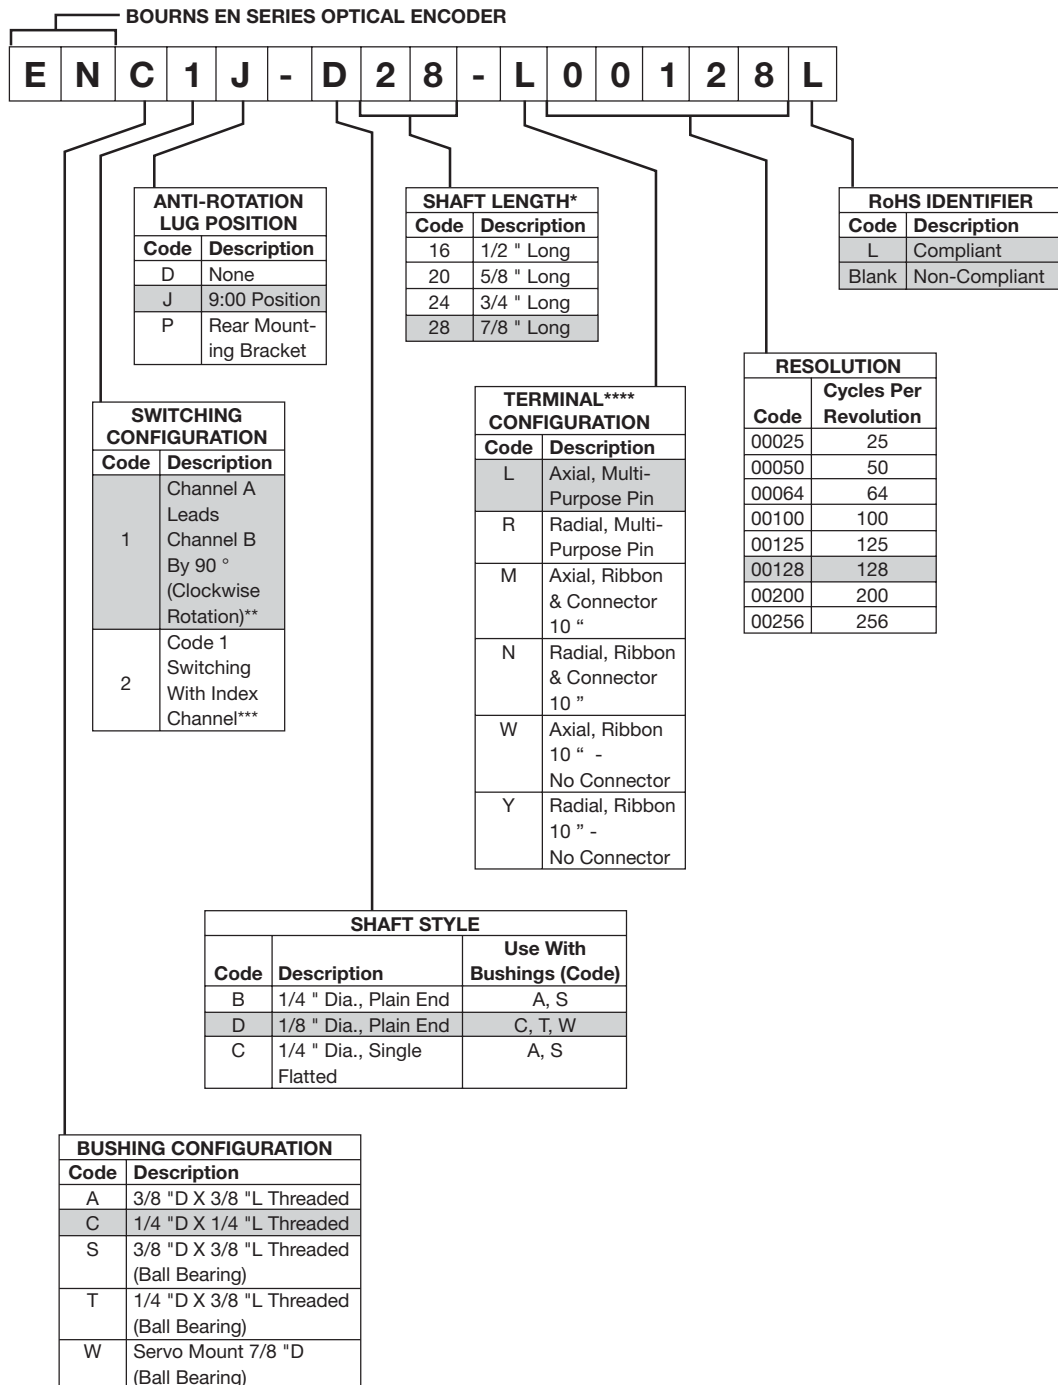 BOURNS EN SERIES OPTICAL ENCODER
E N C 1 J - D 2 8 - L 0 0 1 2 8 L
ANTI-ROTATION
LUG POSITION
Code Description
D None
J 9:00 Position
P Rear Mount-
ing Bracket
SHAFT LENGTH*
Code Description
16 1/2 " Long
20 5/8 " Long
24 3/4 " Long
28 7/8 " Long
RoHS IDENTIFIER
Code Description
L Compliant
Blank Non-Compliant
SWITCHING
CONFIGURATION
Code Description
Channel A
Leads
1 Channel B
By 90 °
(Clockwise
Rotation)**
Code 1
Switching
2 With Index
Channel***
TERMINAL****
CONFIGURATION
Code Description
L Axial, Multi-
Purpose Pin
R Radial, Multi-
Purpose Pin
M Axial, Ribbon
& Connector
10 “
N Radial, Ribbon
& Connector
10 ”
W Axial, Ribbon
10 “ -
No Connector
Y Radial, Ribbon
10 ” -
No Connector
RESOLUTION
Cycles Per
Code Revolution
00025 25
00050 50
00064 64
00100 100
00125 125
00128 128
00200 200
00256 256
SHAFT STYLE
Use With
Code Description Bushings (Code)
B 1/4 " Dia., Plain End A, S
D 1/8 " Dia., Plain End C, T, W
C 1/4 " Dia., Single A, S
Flatted
BUSHING CONFIGURATION
Code Description
A 3/8 "D X 3/8 "L Threaded
C 1/4 "D X 1/4 "L Threaded
S 3/8 "D X 3/8 "L Threaded
(Ball Bearing)
T 1/4 "D X 3/8 "L Threaded
(Ball Bearing)
W Servo Mount 7/8 "D
(Ball Bearing)